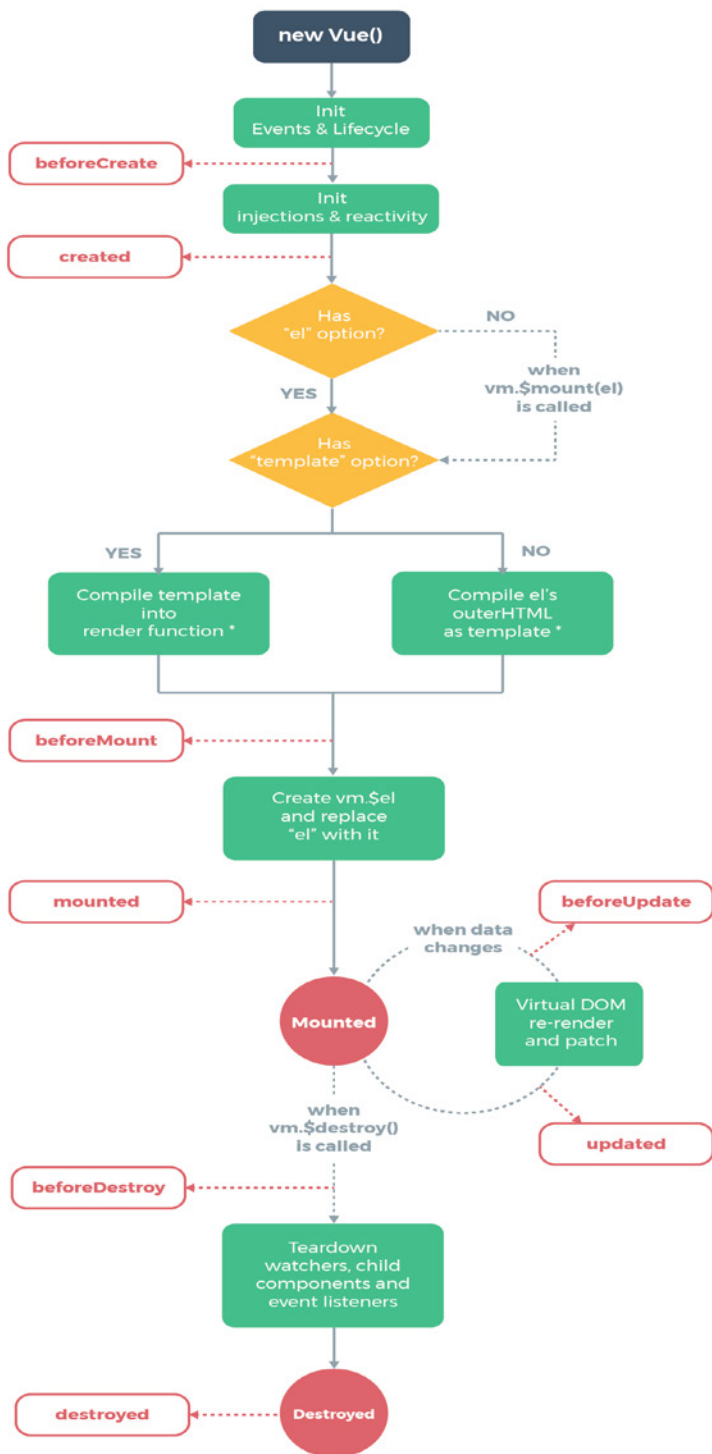 new Vue()
Init
Events & Lifecycle
beforeCreate
Init
injections & reactivity
created
Has
“el” option?
NO
when
vm.$mount(el)
is called
YES
Has
“template” option?
YES
NO
Compile template
into
render function *
Compile el’s
outerHTML
as template *
beforeMount
Create vm.$el
and replace
“el” with it
mounted
beforeUpdate
when data
changes
Mounted
Virtual DOM
re-render
and patch
when
vm.$destroy()
is called
updated
beforeDestroy
Teardown
watchers, child
components and
event listeners
destroyed
Destroyed